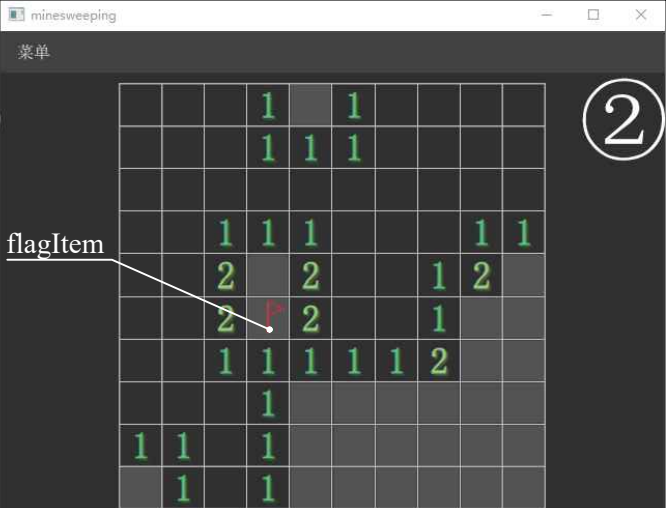 minesweeping
菜单
②
1 1
1 1 1
1 1 1 1 1
flagItem
2 2 1 2
2 2 1
1 1 1 1 1 2
1
1 1 1
1 1